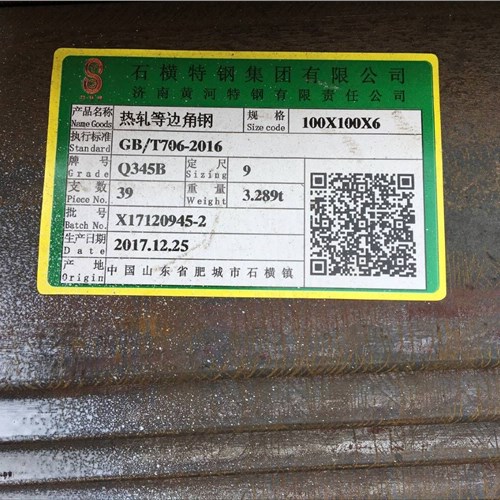 石横特钢集团有限公司
济南黄河特钢有限责任公司
产品名称 热轧等边角钢 规格 100X100X6
Name Goods Size code
执行标准 GB/T706-2016
Standard
牌号 Q345B 定尺 9
Grade Sizing
支数 39 重量 3.289t
Piece No. Weight
批号 X17120945-2
Batch No.
生产日期 2017.12.25
Date
产地 中国山东省肥城市石横镇
Origin